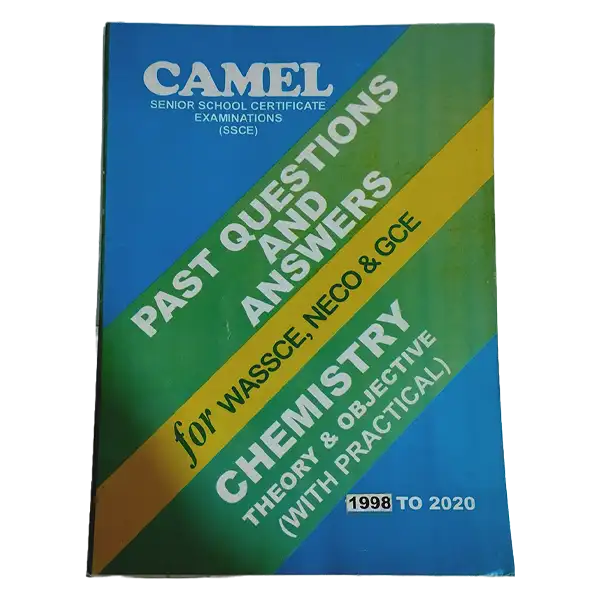 CAMEL
SENIOR SCHOOL CERTIFICATE
EXAMINATIONS
(SSCE)
PAST QUESTIONS
AND
ANSWERS
for WASSCE, NECO & GCE
CHEMISTRY
THEORY & OBJECTIVE
(WITH PRACTICAL)
1998 TO 2020